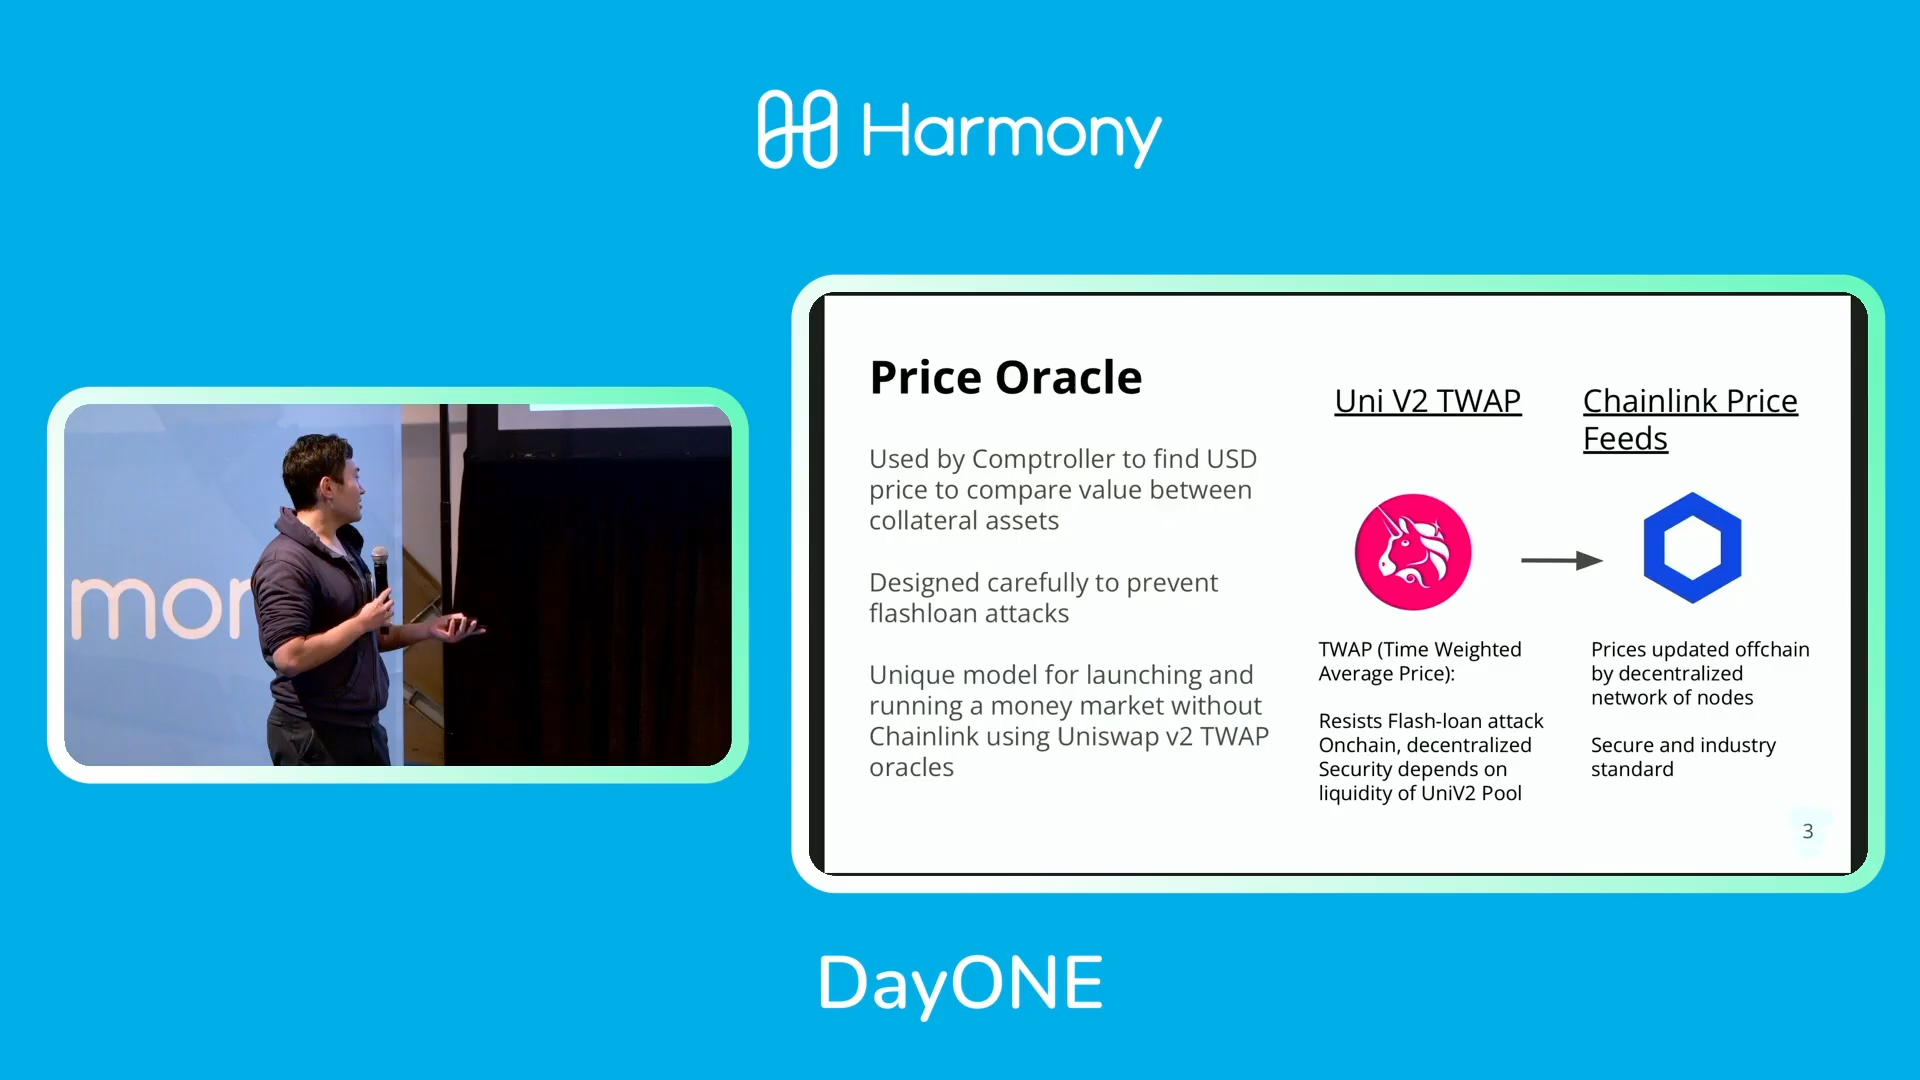 Harmony
mon
Price Oracle
Used by Comptroller to find USD
price to compare value between
collateral assets
Designed carefully to prevent
flashloan attacks
Unique model for launching and
running a money market without
Chainlink using Uniswap v2 TWAP
oracles
Uni V2 TWAP
TWAP (Time Weighted
Average Price):
Resists Flash-loan attack
Onchain, decentralized
Security depends on
liquidity of UniV2 Pool
Chainlink Price
Feeds
Prices updated offchain
by decentralized
network of nodes
Secure and industry
standard
3
DayONE